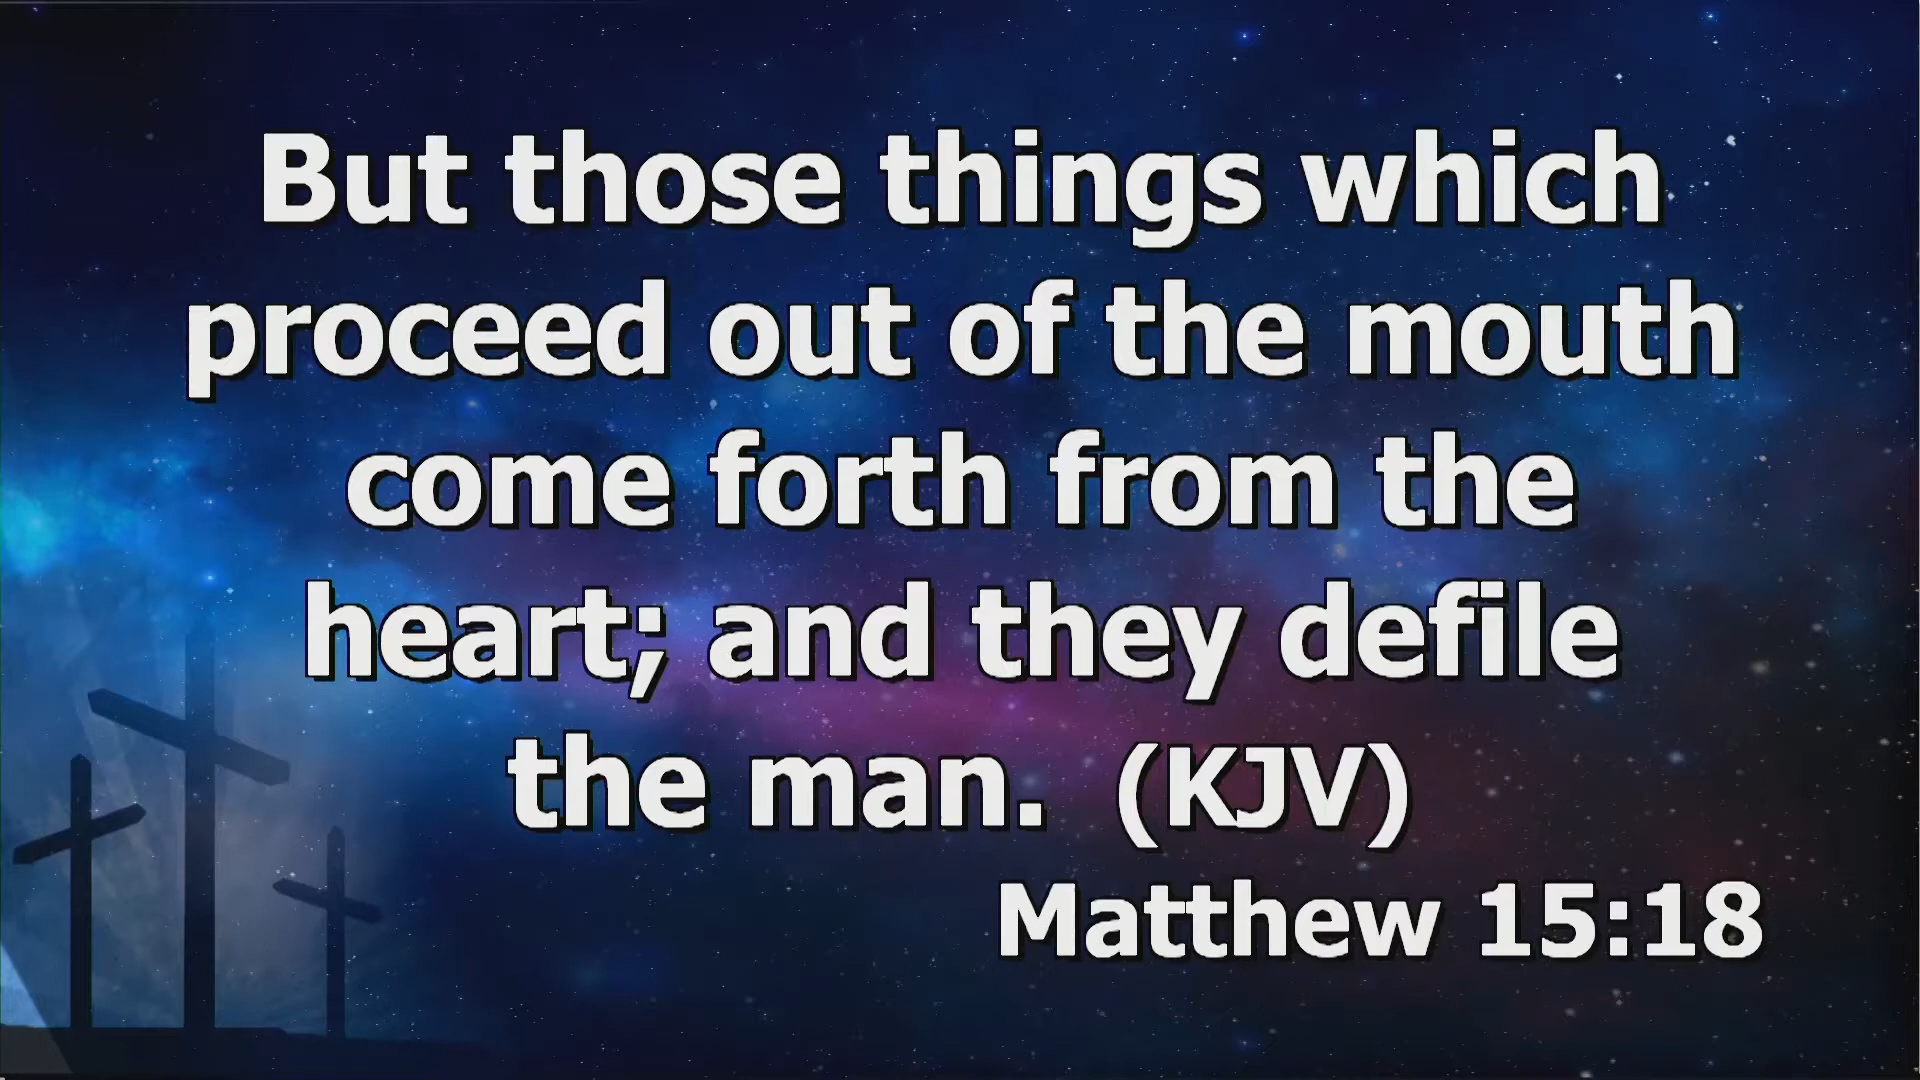 But those things which
proceed out of the mouth
come forth from the
heart; and they defile
the man.  (KJV)
Matthew 15:18